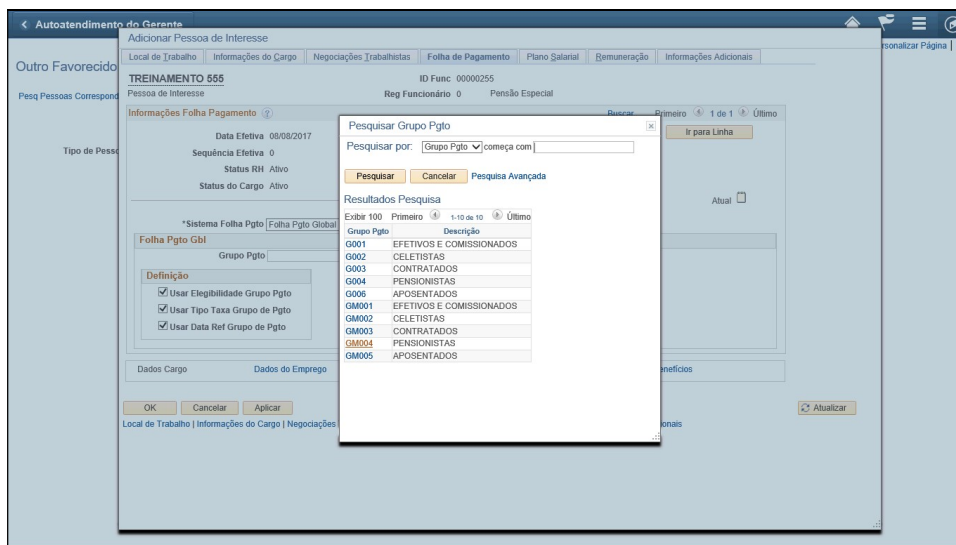 Autoatendimento do Gerente
Adicionar Pessoa de Interesse
Personalizar Página |
Outro Favorecido
Local de Trabalho Informações do Cargo Negociações Trabalhistas Folha de Pagamento Plano Salarial Remuneração Informações Adicionais
TREINAMENTO 555 ID Func 00000255
Pesq Pessoas Correspond
Pessoa de Interesse Reg Funcionário 0 Pensão Especial
Informações Folha Pagamento Buscar Primeiro 1 de 1 Último
Data Efetiva 08/08/2017 Ir para Linha
Tipo de Pesso
Sequência Efetiva 0
Status RH Ativo
Status do Cargo Ativo
Atual
*Sistema Folha Pgto Folha Pgto Global
Folha Pgto Gbl
Grupo Pgto
Definição
Usar Elegibilidade Grupo Pgto
Usar Tipo Taxa Grupo de Pgto
Usar Data Ref Grupo de Pgto
Pesquisar Grupo Pgto
Pesquisar por: Grupo Pgto começa com
Pesquisar Cancelar Pesquisa Avançada
Resultados Pesquisa
Exibir 100 Primeiro 1-10 de 10 Último
Grupo Pgto Descrição
G001 EFETIVOS E COMISSIONADOS
G002 CELETISTAS
G003 CONTRATADOS
G004 PENSIONISTAS
G006 APOSENTADOS
GM001 EFETIVOS E COMISSIONADOS
GM002 CELETISTAS
GM003 CONTRATADOS
GM004 PENSIONISTAS
GM005 APOSENTADOS
Dados Cargo Dados do Emprego enefícios
OK Cancelar Aplicar Atualizar
Local de Trabalho | Informações do Cargo | Negociações ionais